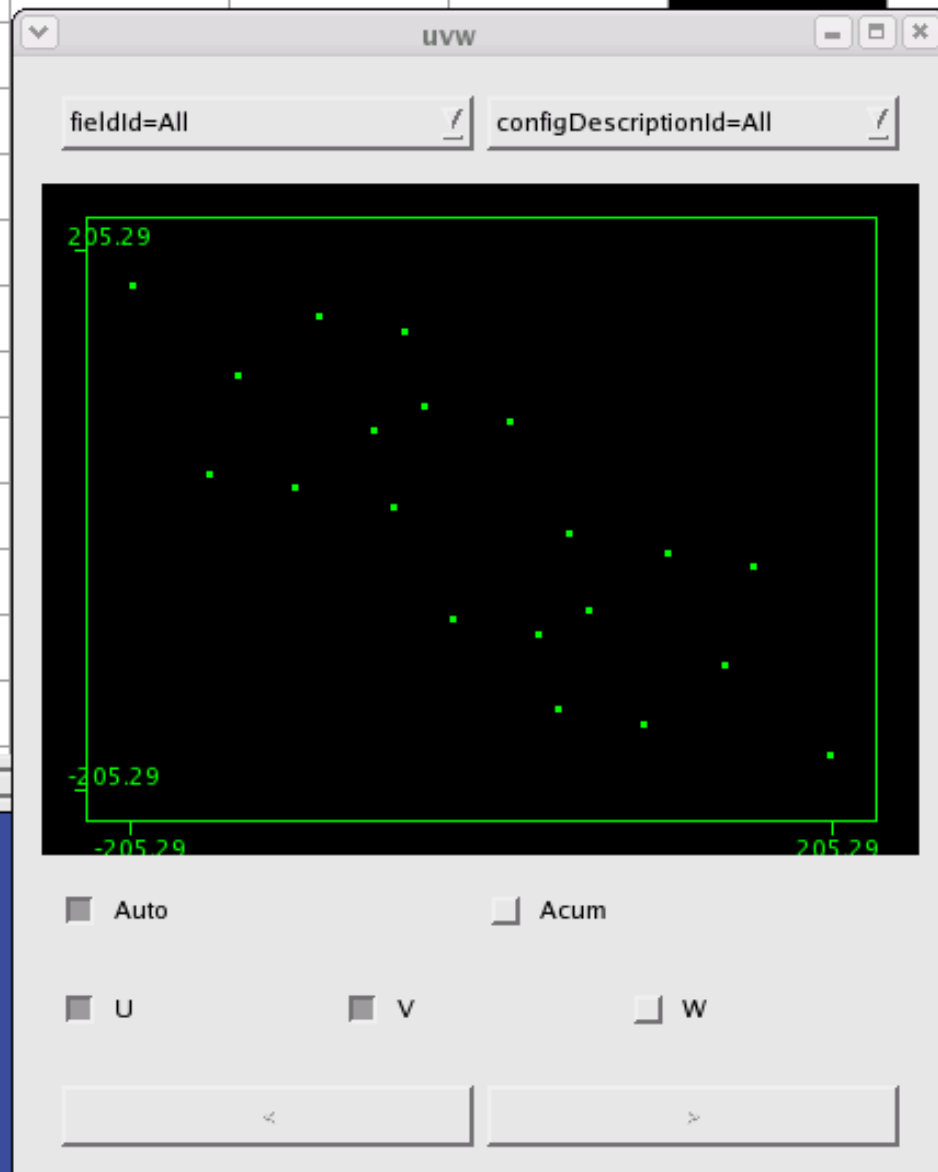 uvw
fieldId=All configDescriptionId=All
205.29
-205.29
-205.29 205.29
Auto Acum
U V W
< >